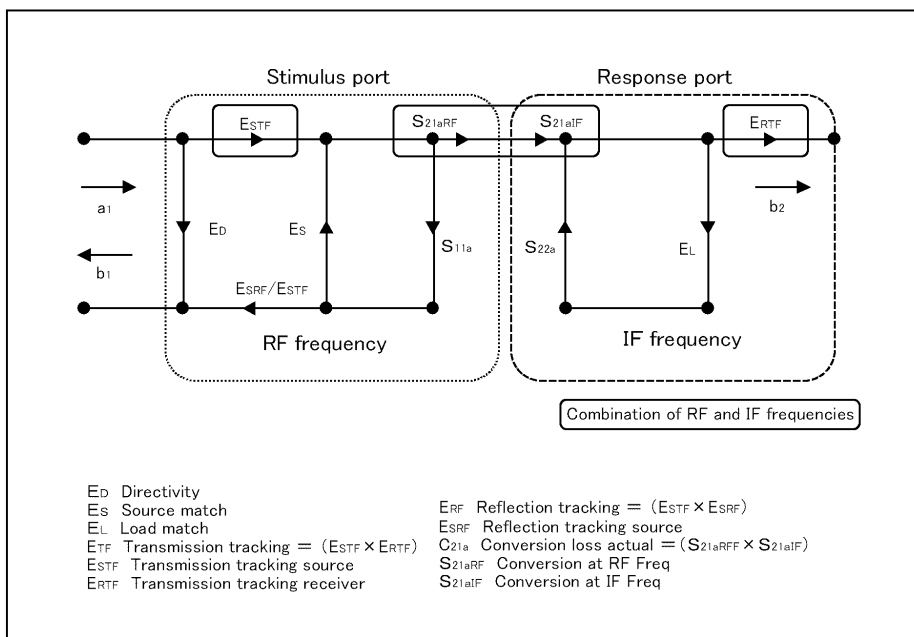 Stimulus port
Response port
ESTF
S21aRF
S21aIF
ERTF
a1
ED
ES
S11a
S22a
EL
b2
b1
ESRF/ESTF
RF frequency
IF frequency
Combination of RF and IF frequencies
ED Directivity
ES Source match
EL Load match
ETF Transmission tracking = (ESTF × ERTF)
ESTF Transmission tracking source
ERTF Transmission tracking receiver
ERF Reflection tracking = (ESTF × ESRF)
ESRF Reflection tracking source
C21a Conversion loss actual = (S21aRFF × S21aIF)
S21aRF Conversion at RF Freq
S21aIF Conversion at IF Freq